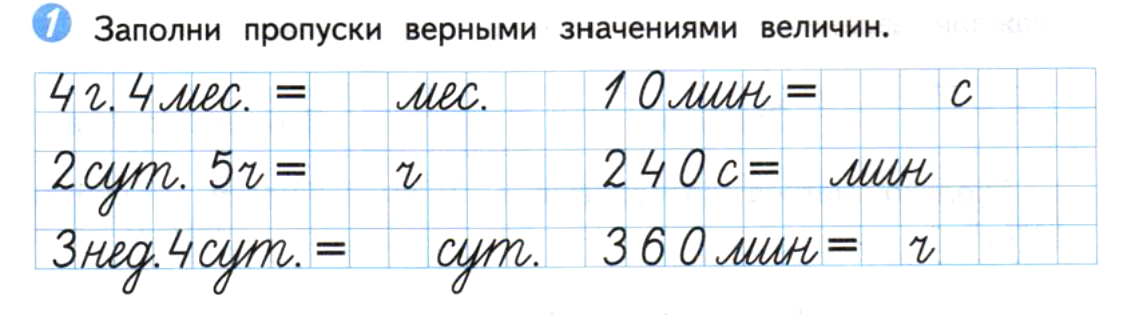 1 Заполни пропуски верными значениями величин.
4 г. 4 мес. = мес. 10 мин = с
2 сут. 5 ч = ч 240 с = мин
3 нед. 4 сут. = сут. 360 мин = ч